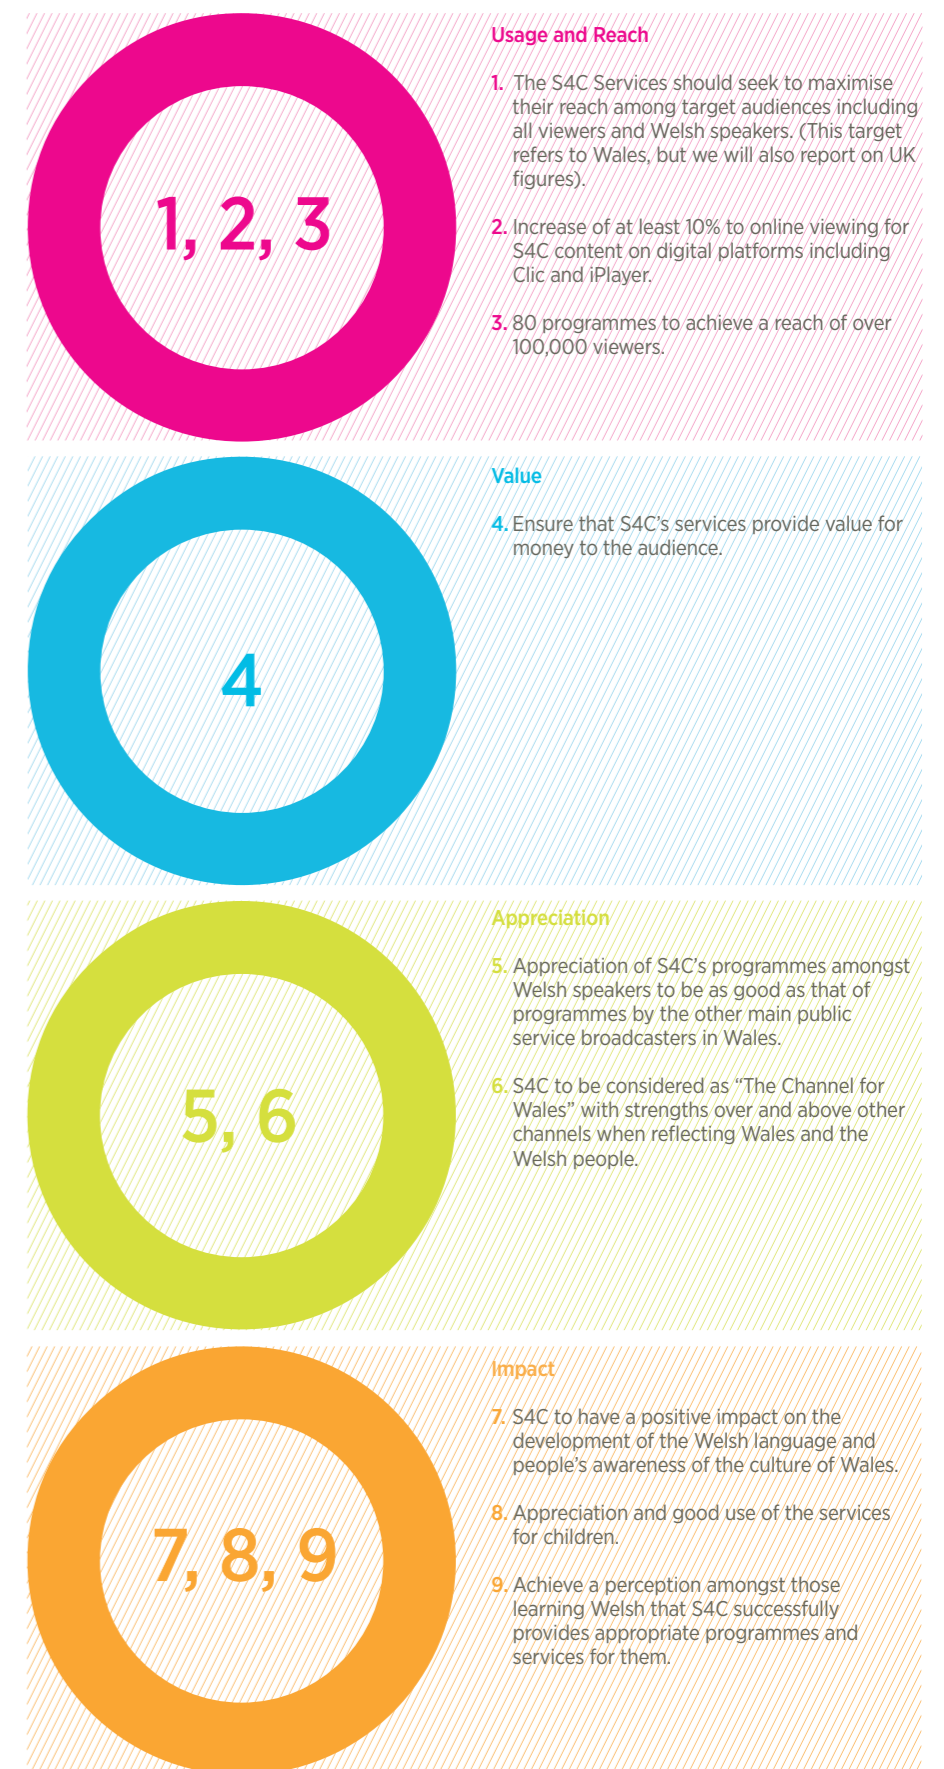 Usage and Reach
1. The S4C Services should seek to maximise
their reach among target audiences including
all viewers and Welsh speakers. (This target
refers to Wales, but we will also report on UK
figures).
1, 2, 3
2. Increase of at least 10% to online viewing for
S4C content on digital platforms including
Clic and iPlayer.
3. 80 programmes to achieve a reach of over
100,000 viewers.
Value
4. Ensure that S4C's services provide value for
money to the audience.
4
Appreciation
5. Appreciation of S4C's programmes amongst
Welsh speakers to be as good as that of
programmes by the other main public
service broadcasters in Wales.
5, 6
6. S4C to be considered as “The Channel for
Wales” with strengths over and above other
channels when reflecting Wales and the
Welsh people.
Impact
7. S4C to have a positive impact on the
development of the Welsh language and
people's awareness of the culture of Wales.
7, 8, 9
8. Appreciation and good use of the services
for children.
9. Achieve a perception amongst those
learning Welsh that S4C successfully
provides appropriate programmes and
services for them.